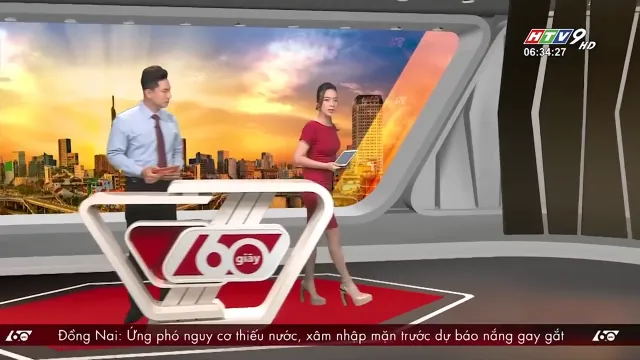 HTV9 HD
06:34:27
60 giây
Đồng Nai: Ứng phó nguy cơ thiếu nước, xâm nhập mặn trước dự báo nắng gay gắt